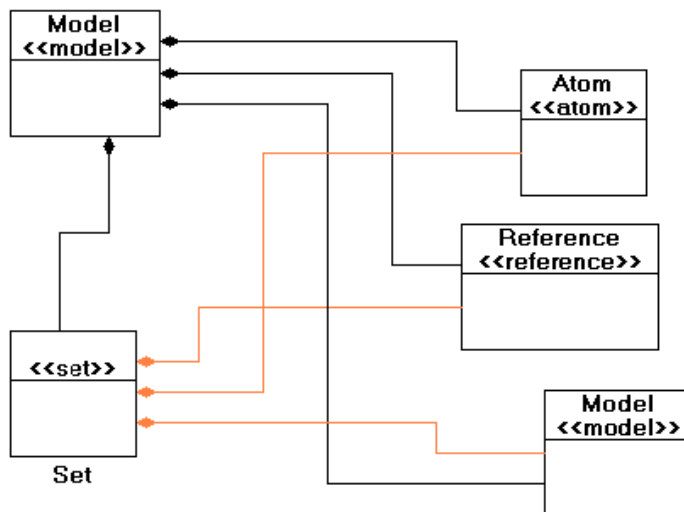 Model
<<model>>
Atom
<<atom>>
Reference
<<reference>>
<<set>>
Set
Model
<<model>>